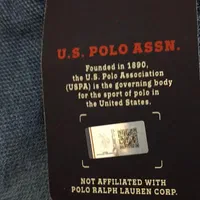 U.S. POLO ASSN.
Founded in 1890,
the U.S. Polo Association
(USPA) is the governing body
for the sport of polo in
the United States.
NOT AFFILIATED WITH
POLO RALPH LAUREN CORP.